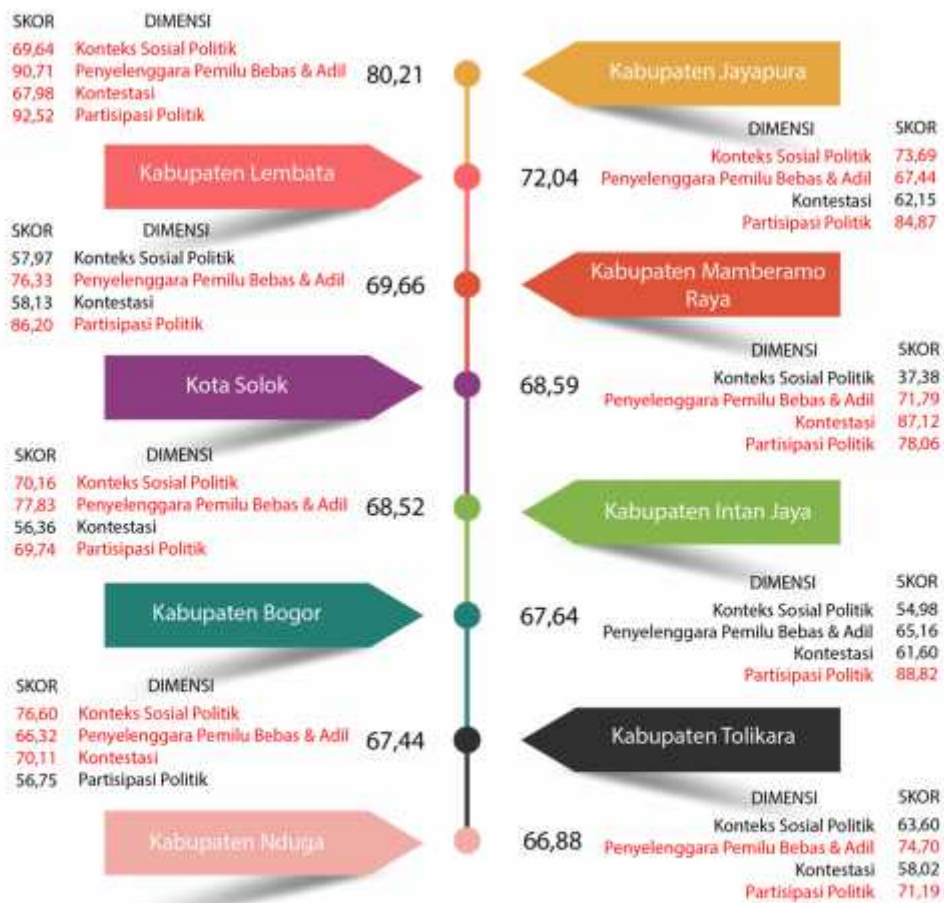 SKOR DIMENSI
69,64 Konteks Sosial Politik
90,71 Penyelenggara Pemilu Bebas & Adil
67,98 Kontestasi
92,52 Partisipasi Politik
80,21
Kabupaten Jayapura
Kabupaten Lembata
72,04
DIMENSI SKOR
Konteks Sosial Politik 73,69
Penyelenggara Pemilu Bebas & Adil 67,44
Kontestasi 62,15
Partisipasi Politik 84,87
SKOR DIMENSI
57,97 Konteks Sosial Politik
76,33 Penyelenggara Pemilu Bebas & Adil
58,13 Kontestasi
86,20 Partisipasi Politik
69,66
Kabupaten Mamberamo
Raya
Kota Solok
68,59
DIMENSI SKOR
Konteks Sosial Politik 37,38
Penyelenggara Pemilu Bebas & Adil 71,79
Kontestasi 87,12
Partisipasi Politik 78,06
SKOR DIMENSI
70,16 Konteks Sosial Politik
77,83 Penyelenggara Pemilu Bebas & Adil
56,36 Kontestasi
69,74 Partisipasi Politik
68,52
Kabupaten Intan Jaya
Kabupaten Bogor
67,64
DIMENSI SKOR
Konteks Sosial Politik 54,98
Penyelenggara Pemilu Bebas & Adil 65,16
Kontestasi 61,60
Partisipasi Politik 88,82
SKOR DIMENSI
76,60 Konteks Sosial Politik
66,32 Penyelenggara Pemilu Bebas & Adil
70,11 Kontestasi
56,75 Partisipasi Politik
67,44
Kabupaten Tolikara
Kabupaten Nduga
66,88
DIMENSI SKOR
Konteks Sosial Politik 63,60
Penyelenggara Pemilu Bebas & Adil 74,70
Kontestasi 58,02
Partisipasi Politik 71,19